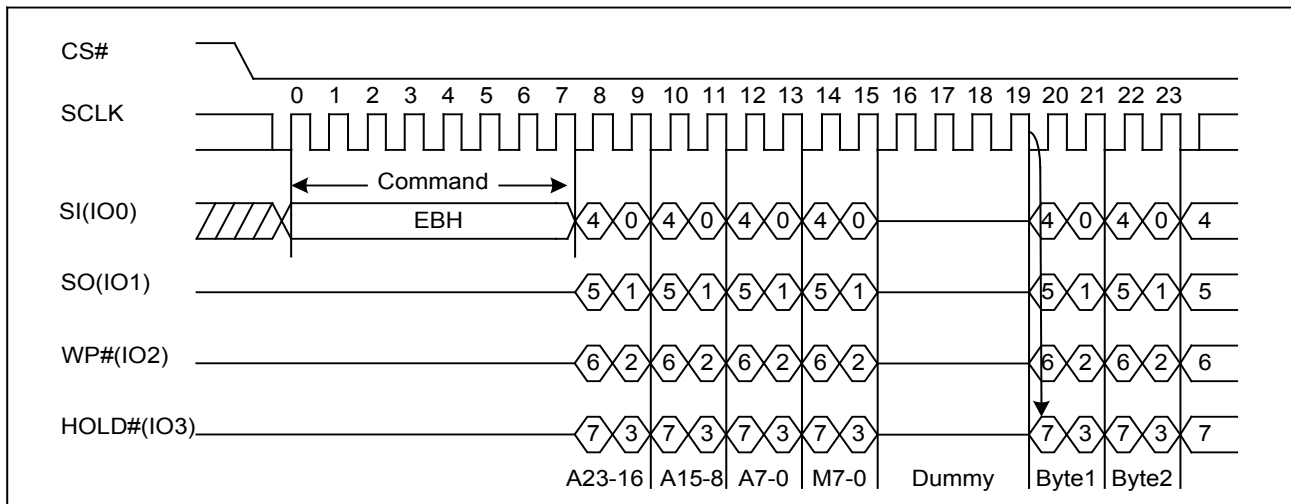 CS#
SCLK
0 1 2 3 4 5 6 7 8 9 10 11 12 13 14 15 16 17 18 19 20 21 22 23
Command
SI(IO0)
EBH
4 0 4 0 4 0 4 0 4 0 4 0 4
SO(IO1)
5 1 5 1 5 1 5 1 5 1 5 1 5
WP#(IO2)
6 2 6 2 6 2 6 2 6 2 6 2 6
HOLD#(IO3)
7 3 7 3 7 3 7 3 7 3 7 3 7
A23-16 A15-8 A7-0 M7-0 Dummy Byte1 Byte2